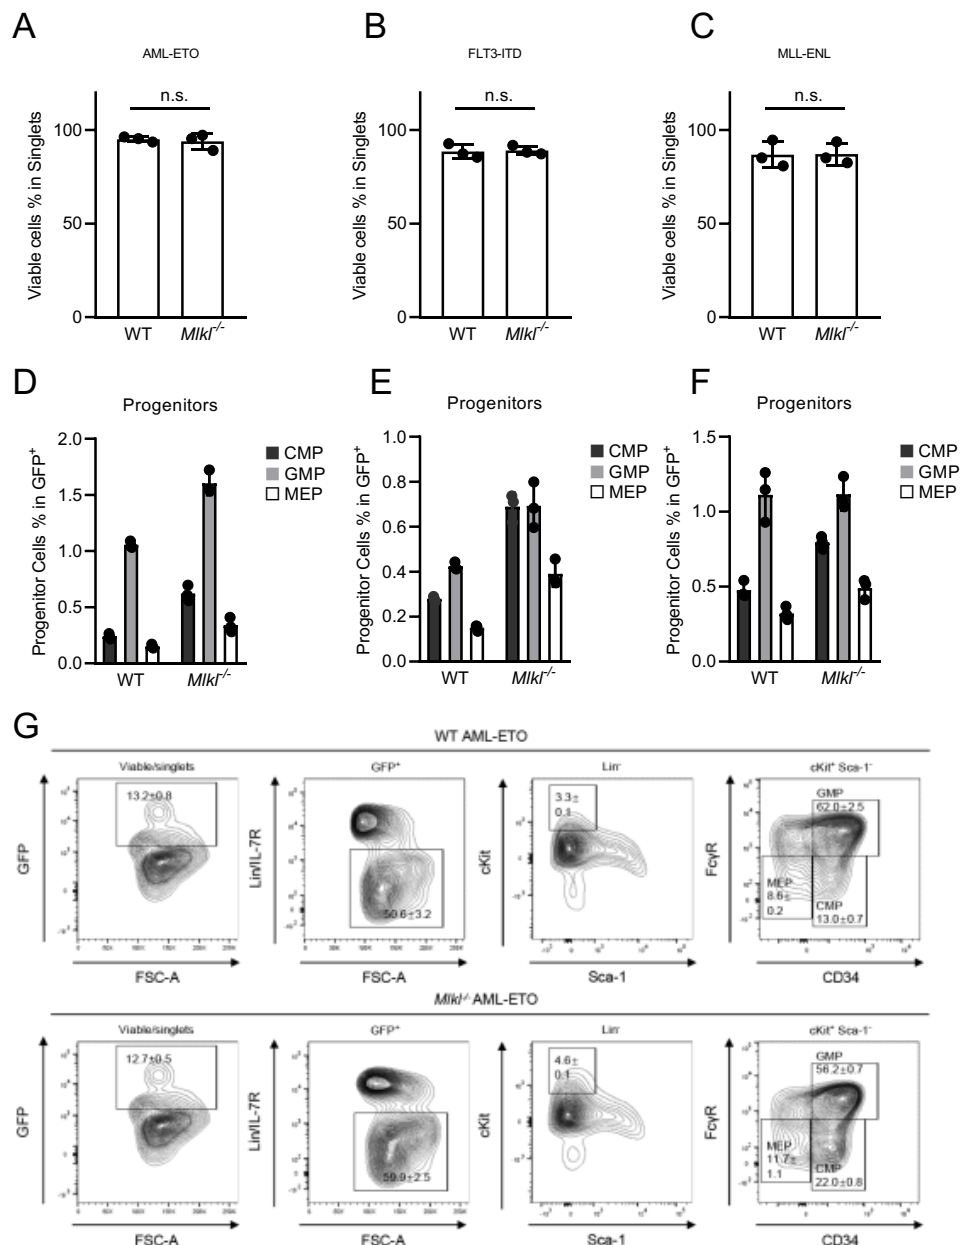 A
B
C
AML-ETO
FLT3-ITD
MLL-ENL
n.s.
n.s.
n.s.
Viable cells % in Singlets
100
50
0
WT
Mlkl-/-
Viable cells % in Singlets
100
50
0
WT
Mlkl-/-
Viable cells % in Singlets
100
50
0
WT
Mlkl-/-
D
E
F
Progenitors
Progenitors
Progenitors
Progenitor Cells % in GFP+
2.0
1.5
1.0
0.5
0.0
CMP
GMP
MEP
WT
Mlkl-/-
Progenitor Cells % in GFP+
1.0
0.8
0.6
0.4
0.2
0.0
CMP
GMP
MEP
WT
Mlkl-/-
Progenitor Cells % in GFP+
1.5
1.0
0.5
0.0
CMP
GMP
MEP
WT
Mlkl-/-
G
WT AML-ETO
Viable/singlets
GFP+
Lin-
cKit+ Sca-1-
GFP
13.2±0.8
FSC-A
Lin/IL-7R
50.6±3.2
FSC-A
cKit
3.3±
0.1
Sca-1
FcγR
GMP
62.0±2.5
MEP
8.6±
0.2
CMP
13.0±0.7
CD34
Mlkl-/- AML-ETO
Viable/singlets
GFP+
Lin-
cKit+ Sca-1-
GFP
12.7±0.5
FSC-A
Lin/IL-7R
59.9±2.5
FSC-A
cKit
4.6±
0.1
Sca-1
FcγR
GMP
56.2±0.7
MEP
11.7±
1.1
CMP
22.0±0.8
CD34